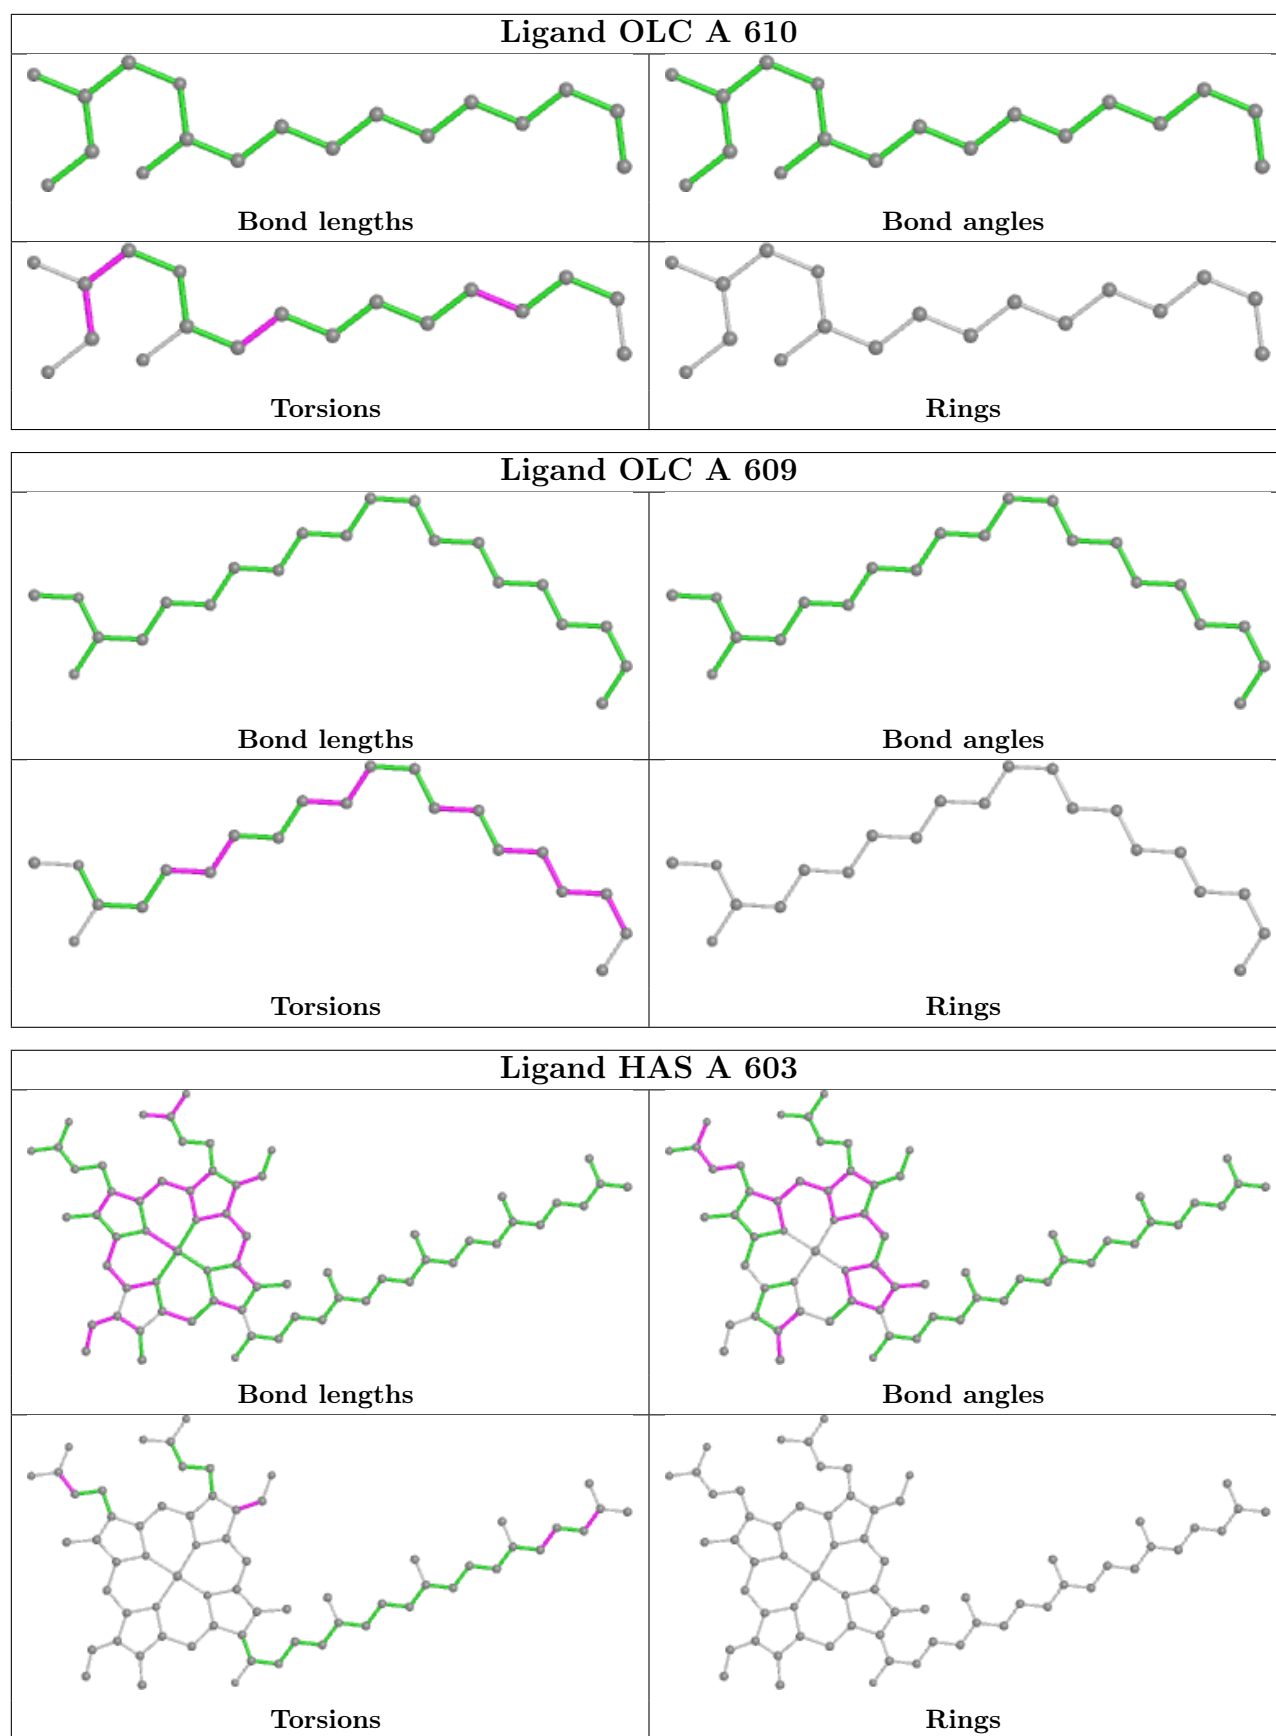 Ligand OLC A 610
Bond lengths
Bond angles
Torsions
Rings
Ligand OLC A 609
Bond lengths
Bond angles
Torsions
Rings
Ligand HAS A 603
Bond lengths
Bond angles
Torsions
Rings